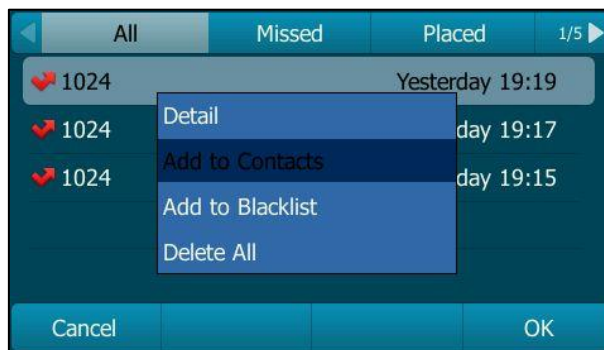 All Missed Placed 1/5
1024 Yesterday 19:19
Detail
1024 day 19:17
Add to Contacts
1024 day 19:15
Add to Blacklist
Delete All
Cancel OK